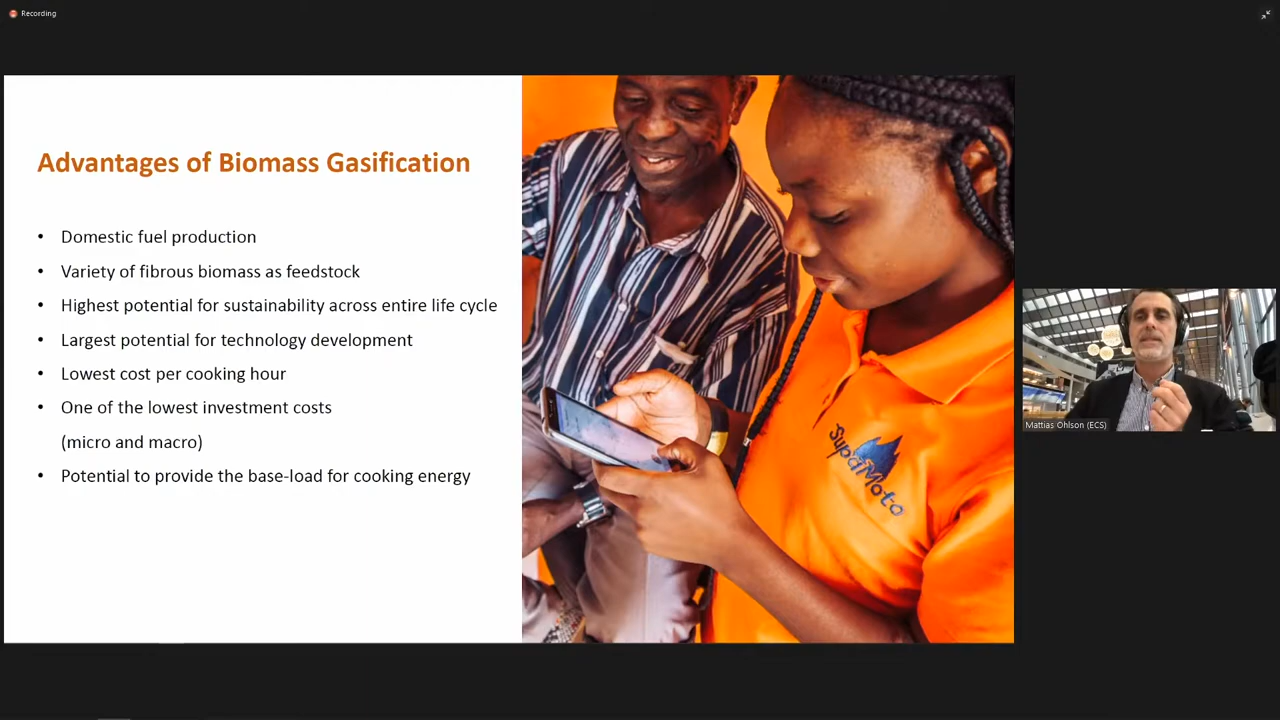 Recording
Advantages of Biomass Gasification
• Domestic fuel production
• Variety of fibrous biomass as feedstock
• Highest potential for sustainability across entire life cycle
• Largest potential for technology development
• Lowest cost per cooking hour
• One of the lowest investment costs
(micro and macro)
• Potential to provide the base-load for cooking energy
SupaMoto
Mattias Ohlson (ECS)